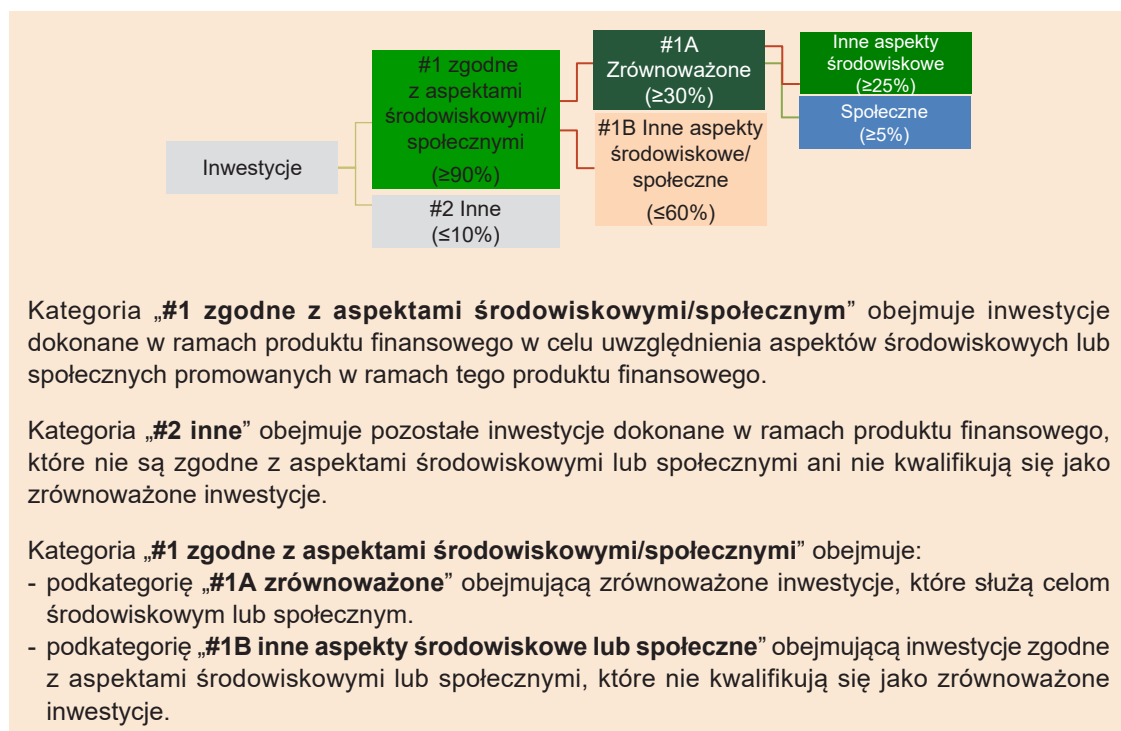 Inwestycje
#1 zgodne
z aspektami
środowiskowymi/
społecznymi
(≥90%)
#2 Inne
(≤10%)
#1A
Zrównoważone
(≥30%)
#1B Inne aspekty
środowiskowe/
społeczne
(≤60%)
Inne aspekty
środowiskowe
(≥25%)
Społeczne
(≥5%)
Kategoria „#1 zgodne z aspektami środowiskowymi/społecznym” obejmuje inwestycje
dokonane w ramach produktu finansowego w celu uwzględnienia aspektów środowiskowych lub
społecznych promowanych w ramach tego produktu finansowego.
Kategoria „#2 inne” obejmuje pozostałe inwestycje dokonane w ramach produktu finansowego,
które nie są zgodne z aspektami środowiskowymi lub społecznymi ani nie kwalifikują się jako
zrównoważone inwestycje.
Kategoria „#1 zgodne z aspektami środowiskowymi/społecznymi” obejmuje:
- podkategorię „#1A zrównoważone” obejmującą zrównoważone inwestycje, które służą celom
środowiskowym lub społecznym.
- podkategorię „#1B inne aspekty środowiskowe lub społeczne” obejmującą inwestycje zgodne
z aspektami środowiskowymi lub społecznymi, które nie kwalifikują się jako zrównoważone
inwestycje.